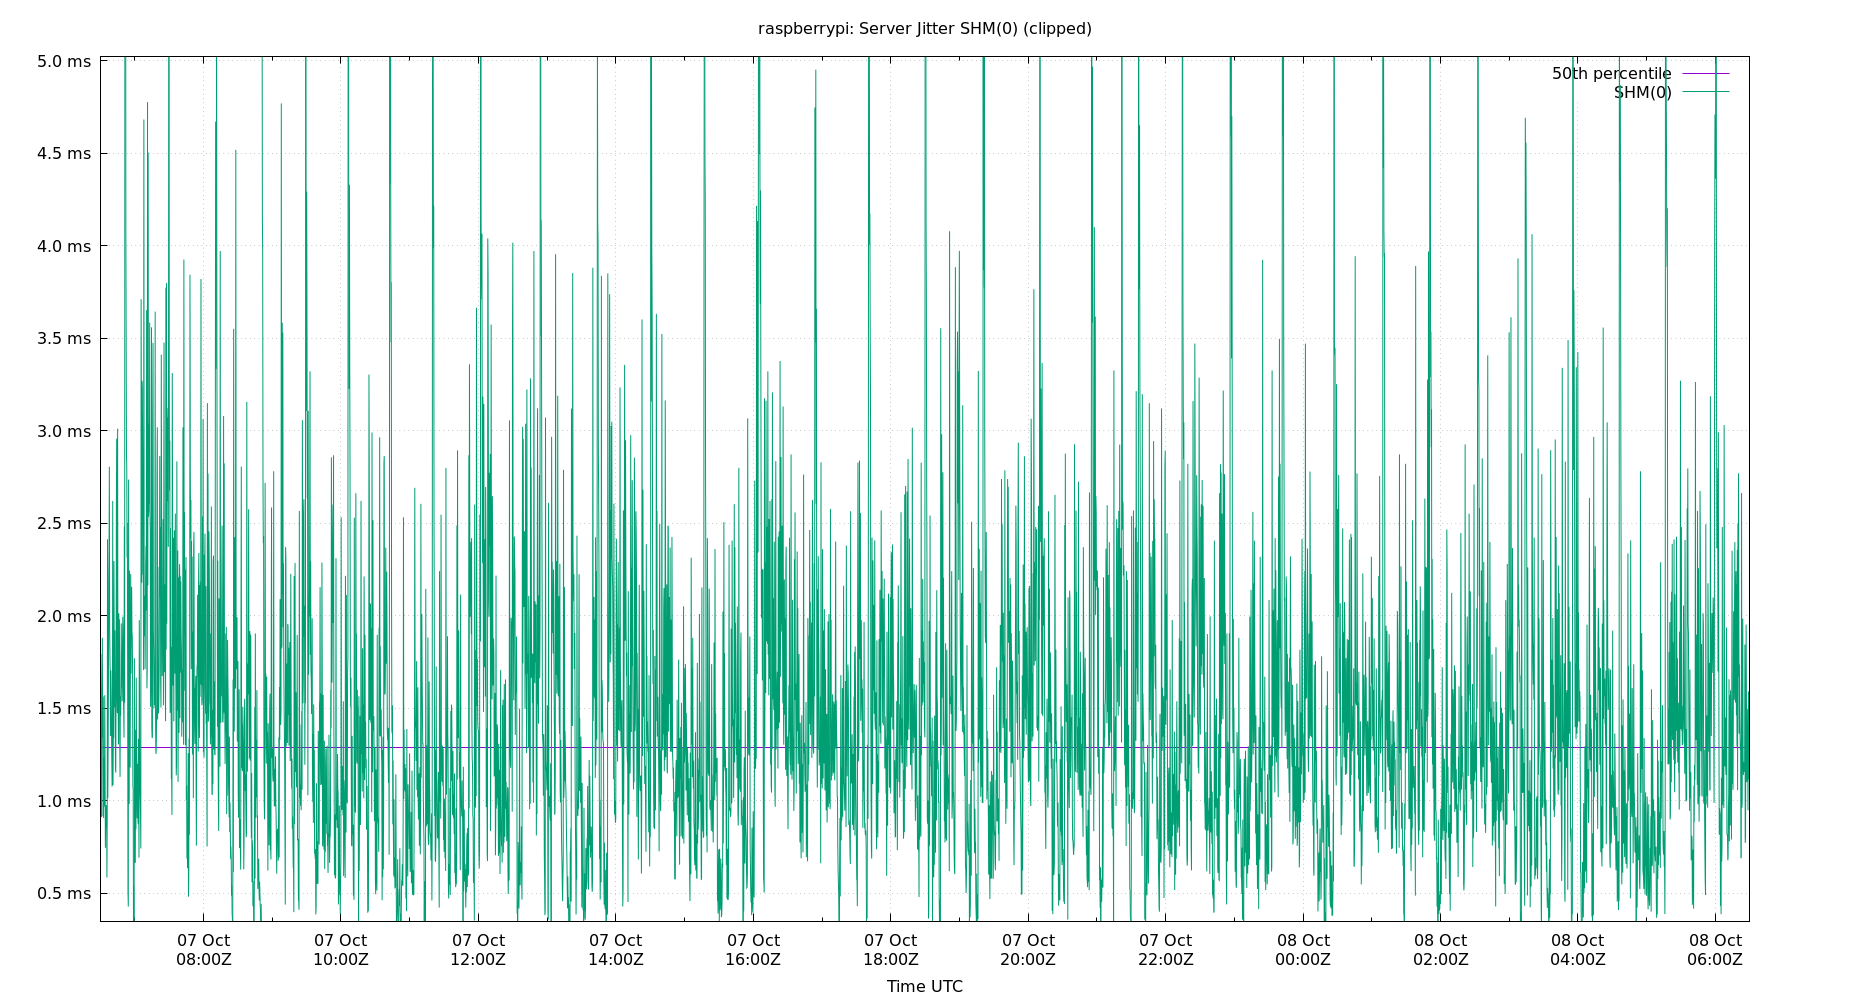 raspberrypi: Server Jitter SHM(0) (clipped)
5.0 ms
50th percentile
SHM(0)
4.5 ms
4.0 ms
3.5 ms
3.0 ms
2.5 ms
2.0 ms
1.5 ms
1.0 ms
0.5 ms
07 Oct 07 Oct 07 Oct 07 Oct 07 Oct 07 Oct 07 Oct 07 Oct 08 Oct 08 Oct 08 Oct 08 Oct
08:00Z 10:00Z 12:00Z 14:00Z 16:00Z 18:00Z 20:00Z 22:00Z 00:00Z 02:00Z 04:00Z 06:00Z
Time UTC